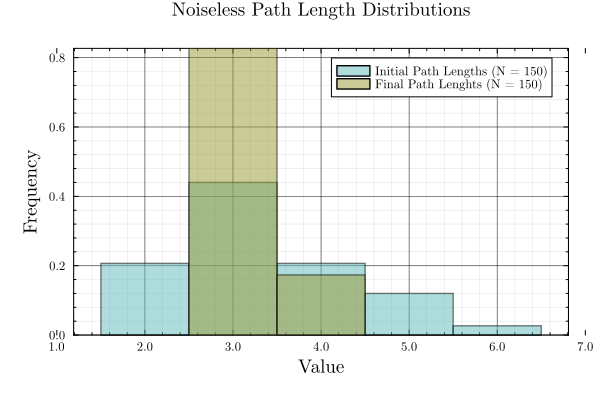 Noiseless Path Length Distributions
Initial Path Lengths (N = 150)
Final Path Lenghts (N = 150)
Frequency
0.8
0.6
0.4
0.2
0.0
1.0 2.0 3.0 4.0 5.0 6.0 7.0
Value